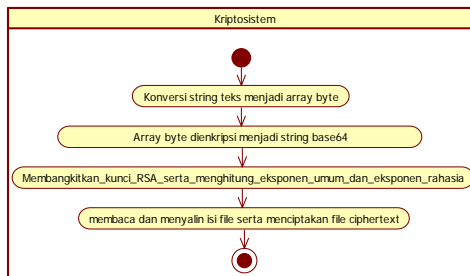 Kriptosistem
Konversi string teks menjadi array byte
Array byte dienkripsi menjadi string base64
Membangkitkan_kunci_RSA_serta_menghitung_eksponen_umum_dan_eksponen_rahasia
membaca dan menyalin isi file serta menciptakan file ciphertext